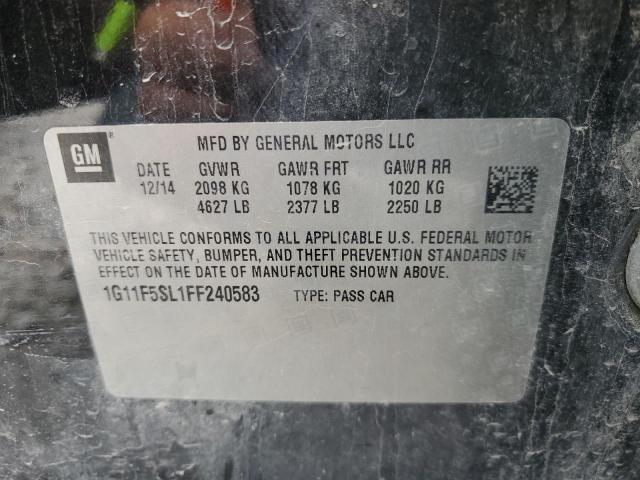 GM
®
MFD BY GENERAL MOTORS LLC
DATE GVWR GAWR FRT GAWR RR
12/14 2098 KG 1078 KG 1020 KG
4627 LB 2377 LB 2250 LB
THIS VEHICLE CONFORMS TO ALL APPLICABLE U.S. FEDERAL MOTOR
VEHICLE SAFETY, BUMPER, AND THEFT PREVENTION STANDARDS IN
EFFECT ON THE DATE OF MANUFACTURE SHOWN ABOVE.
1G11F5SL1FF240583 TYPE: PASS CAR